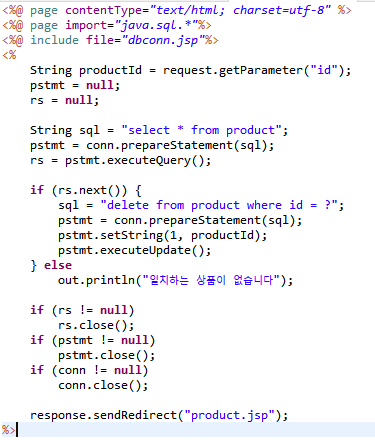 <%@ page contentType="text/html; charset=utf-8" %>
<%@ page import="java.sql.*"%>
<%@ include file="dbconn.jsp"%>
<%
    String productId = request.getParameter("id");
    pstmt = null;
    rs = null;

    String sql = "select * from product";
    pstmt = conn.prepareStatement(sql);
    rs = pstmt.executeQuery();

    if (rs.next()) {
        sql = "delete from product where id = ?";
        pstmt = conn.prepareStatement(sql);
        pstmt.setString(1, productId);
        pstmt.executeUpdate();
    } else
        out.println("일치하는 상품이 없습니다");

    if (rs != null)
        rs.close();
    if (pstmt != null)
        pstmt.close();
    if (conn != null)
        conn.close();

    response.sendRedirect("product.jsp");
%>